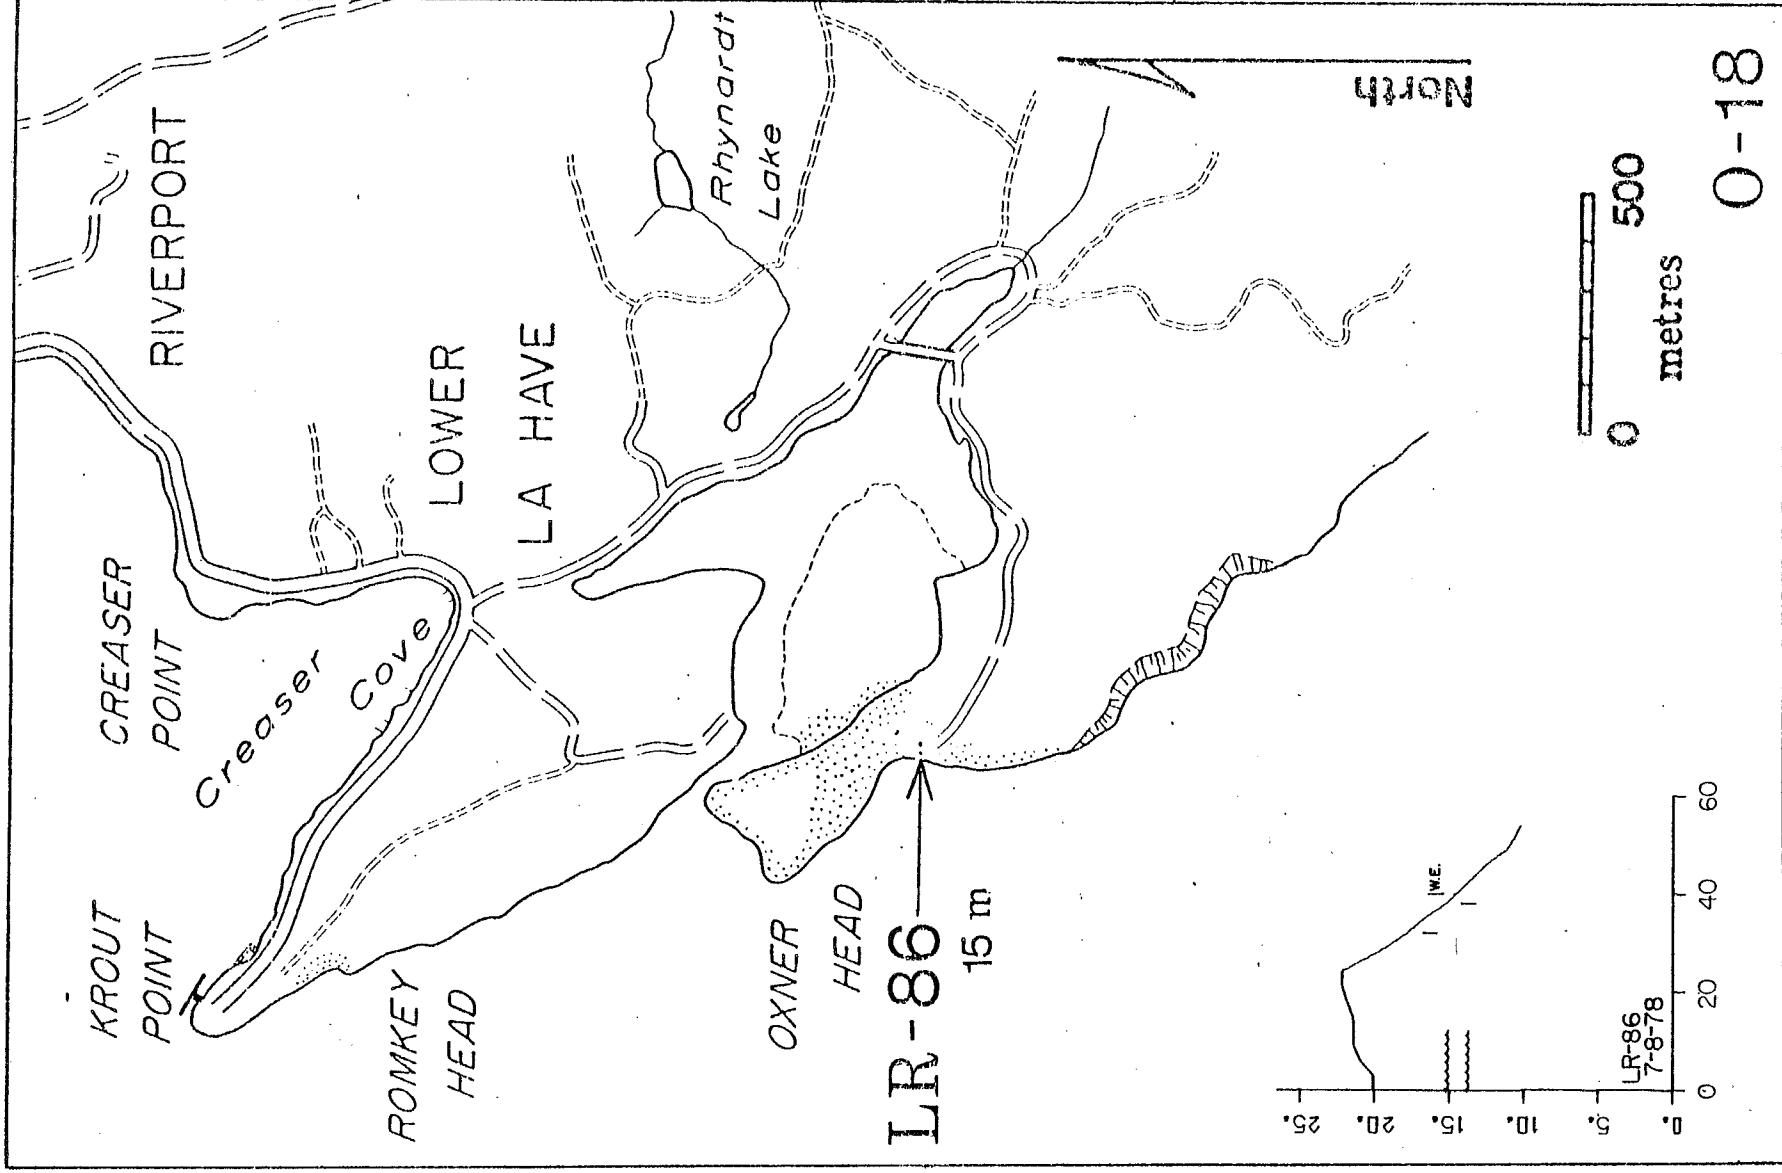 RIVERPORT
CREASER
POINT
Creaser
Cove
LOWER
LA HAVE
Rhynardt
Lake
KROUT
POINT
ROMKEY
HEAD
OXNER
HEAD
LR-86
15 m
North
0 500
metres
O-18
25.
20.
15.
10.
5.
0.
0 20 40 60
W.E.
LR-86
7-8-78